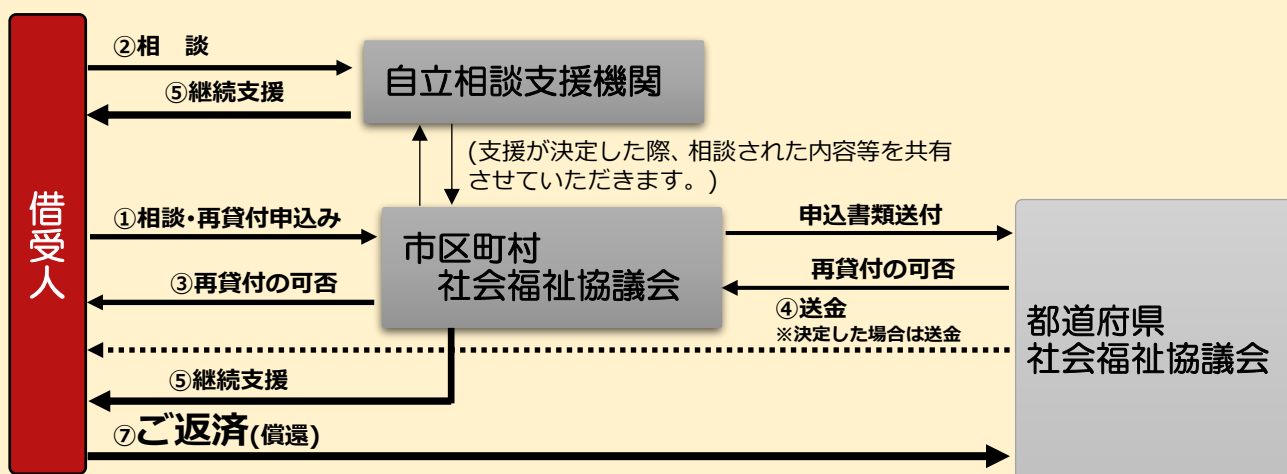 ②相　談
自立相談支援機関
⑤継続支援
(支援が決定した際、相談された内容等を共有
させていただきます。)
借受人
①相談・再貸付申込み
市区町村
社会福祉協議会
③再貸付の可否
申込書類送付
再貸付の可否
④送金
※決定した場合は送金
都道府県
社会福祉協議会
⑤継続支援
⑦ご返済(償還)